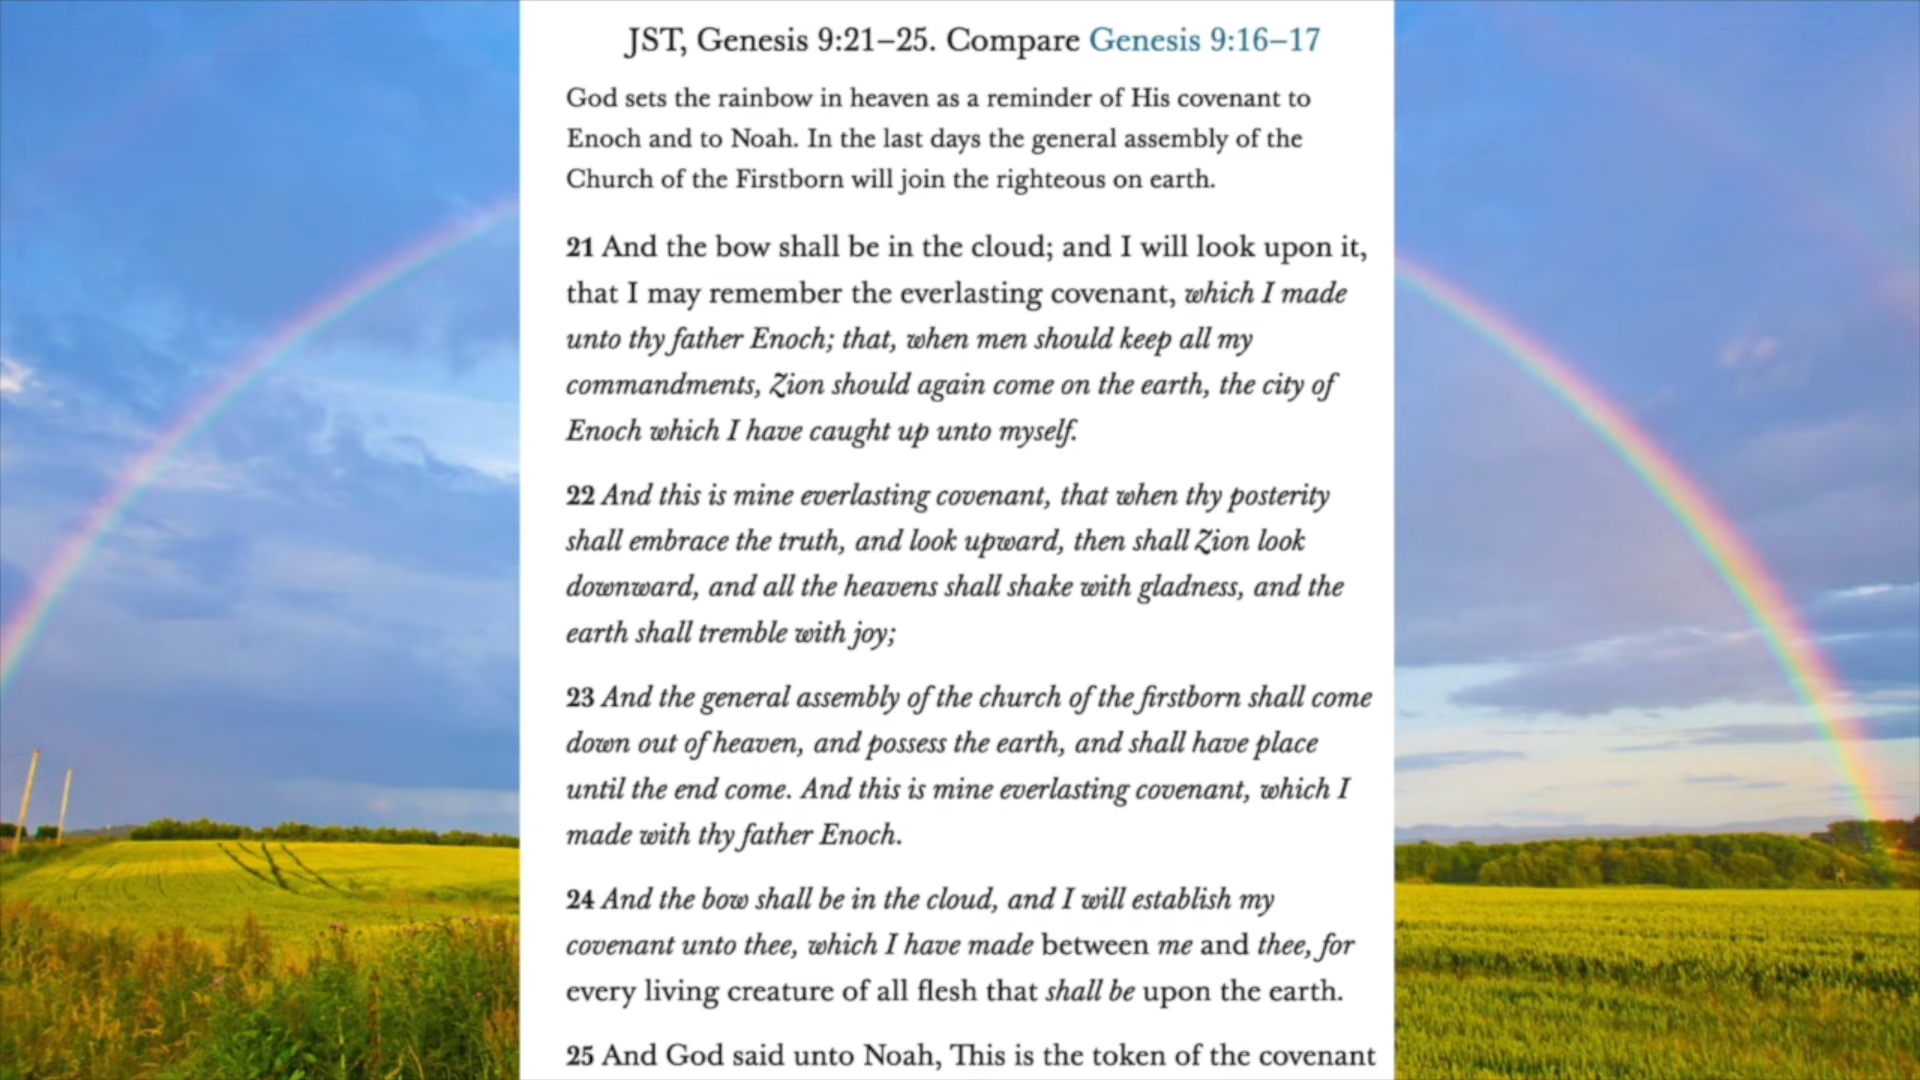 JST, Genesis 9:21–25. Compare Genesis 9:16–17
God sets the rainbow in heaven as a reminder of His covenant to
Enoch and to Noah. In the last days the general assembly of the
Church of the Firstborn will join the righteous on earth.
21 And the bow shall be in the cloud; and I will look upon it,
that I may remember the everlasting covenant, which I made
unto thy father Enoch; that, when men should keep all my
commandments, Zion should again come on the earth, the city of
Enoch which I have caught up unto myself.
22 And this is mine everlasting covenant, that when thy posterity
shall embrace the truth, and look upward, then shall Zion look
downward, and all the heavens shall shake with gladness, and the
earth shall tremble with joy;
23 And the general assembly of the church of the firstborn shall come
down out of heaven, and possess the earth, and shall have place
until the end come. And this is mine everlasting covenant, which I
made with thy father Enoch.
24 And the bow shall be in the cloud, and I will establish my
covenant unto thee, which I have made between me and thee, for
every living creature of all flesh that shall be upon the earth.
25 And God said unto Noah, This is the token of the covenant